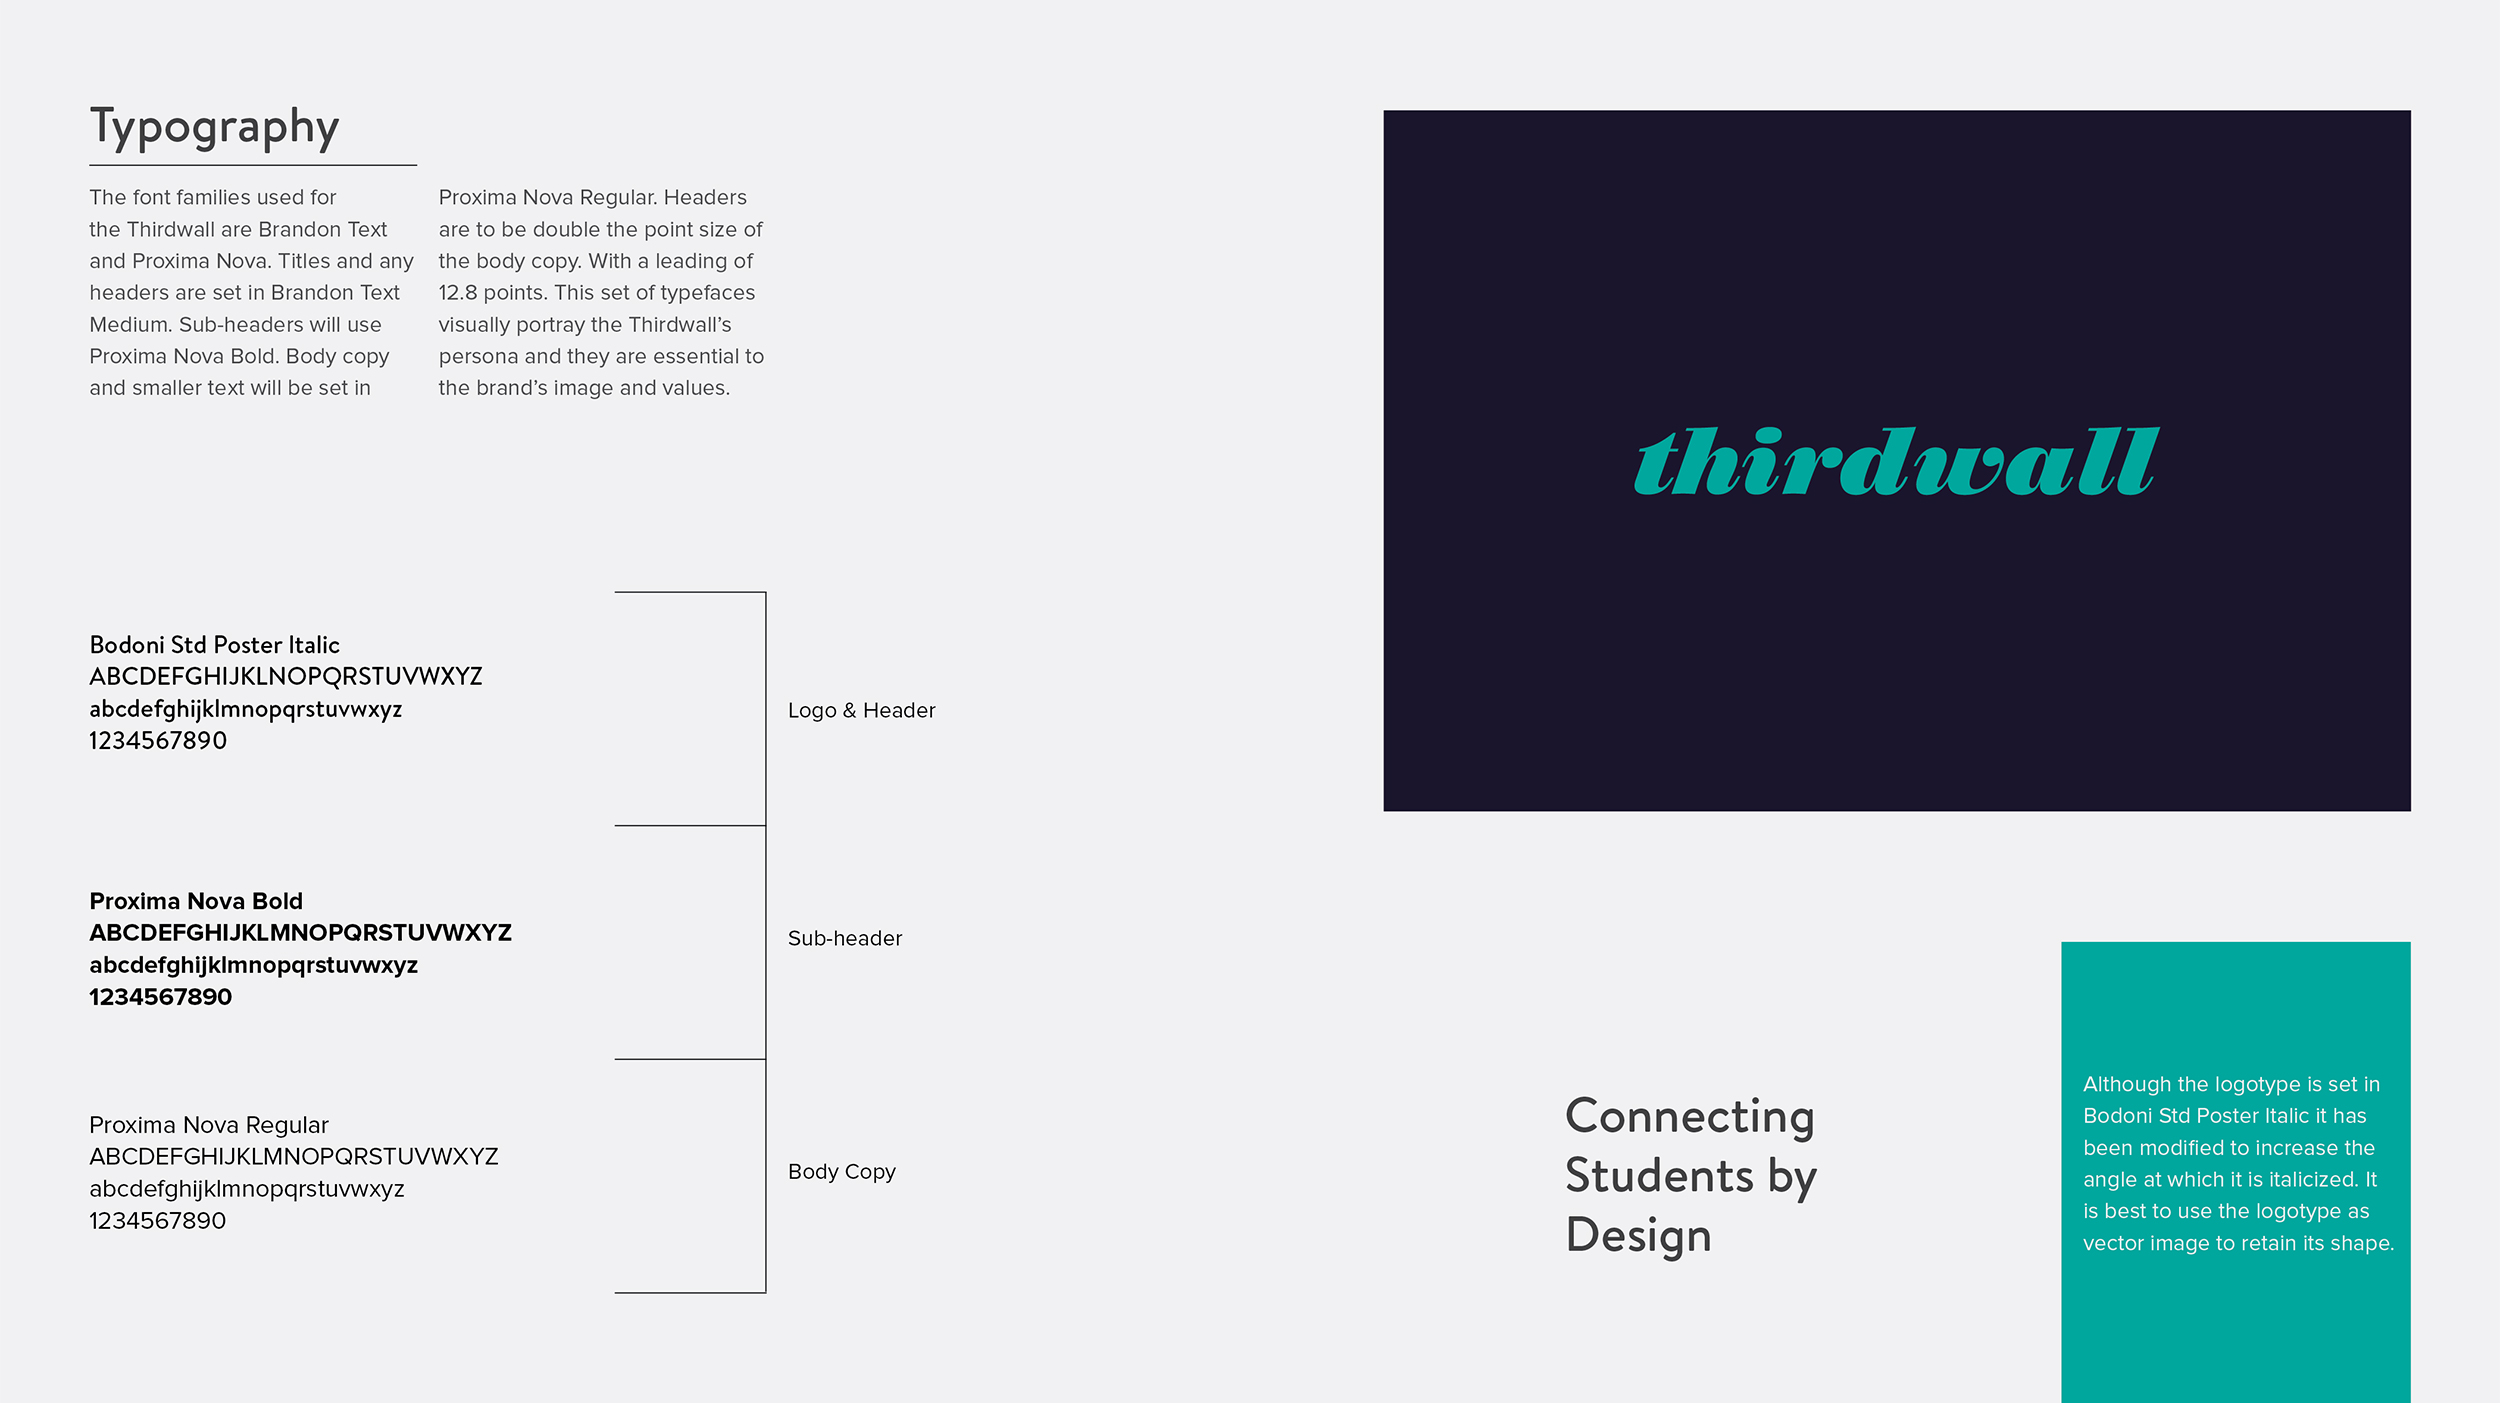 Typography
The font families used for
the Thirdwall are Brandon Text
and Proxima Nova. Titles and any
headers are set in Brandon Text
Medium. Sub-headers will use
Proxima Nova Bold. Body copy
and smaller text will be set in
Proxima Nova Regular. Headers
are to be double the point size of
the body copy. With a leading of
12.8 points. This set of typefaces
visually portray the Thirdwall’s
persona and they are essential to
the brand’s image and values.
Bodoni Std Poster Italic
ABCDEFGHIJKLNOPQRSTUVWXYZ
abcdefghijklmnopqrstuvwxyz
1234567890
Logo & Header
Proxima Nova Bold
ABCDEFGHIJKLMNOPQRSTUVWXYZ
abcdefghijklmnopqrstuvwxyz
1234567890
Sub-header
Proxima Nova Regular
ABCDEFGHIJKLMNOPQRSTUVWXYZ
abcdefghijklmnopqrstuvwxyz
1234567890
Body Copy
thirdwall
Connecting
Students by
Design
Although the logotype is set in
Bodoni Std Poster Italic it has
been modified to increase the
angle at which it is italicized. It
is best to use the logotype as
vector image to retain its shape.